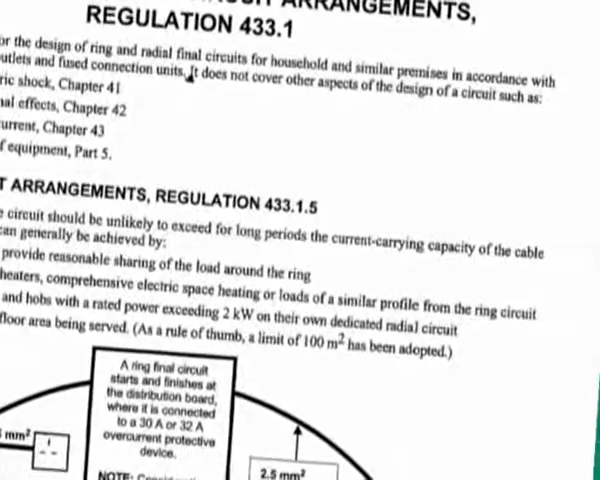 ARRANGEMENTS,
REGULATION 433.1
or the design of ring and radial final circuits for household and similar premises in accordance with
utlets and fused connection units. It does not cover other aspects of the design of a circuit such as:
ric shock, Chapter 41
nal effects, Chapter 42
urrent, Chapter 43
f equipment, Part 5.
T ARRANGEMENTS, REGULATION 433.1.5
e circuit should be unlikely to exceed for long periods the current-carrying capacity of the cable
can generally be achieved by:
provide reasonable sharing of the load around the ring
heaters, comprehensive electric space heating or loads of a similar profile from the ring circuit
and hobs with a rated power exceeding 2 kW on their own dedicated radial circuit
floor area being served. (As a rule of thumb, a limit of 100 m² has been adopted.)
A ring final circuit
starts and finishes at
the distribution board,
where it is connected
to a 30 A or 32 A
overcurrent protective
device.
NOTE:
mm²
2.5 mm²